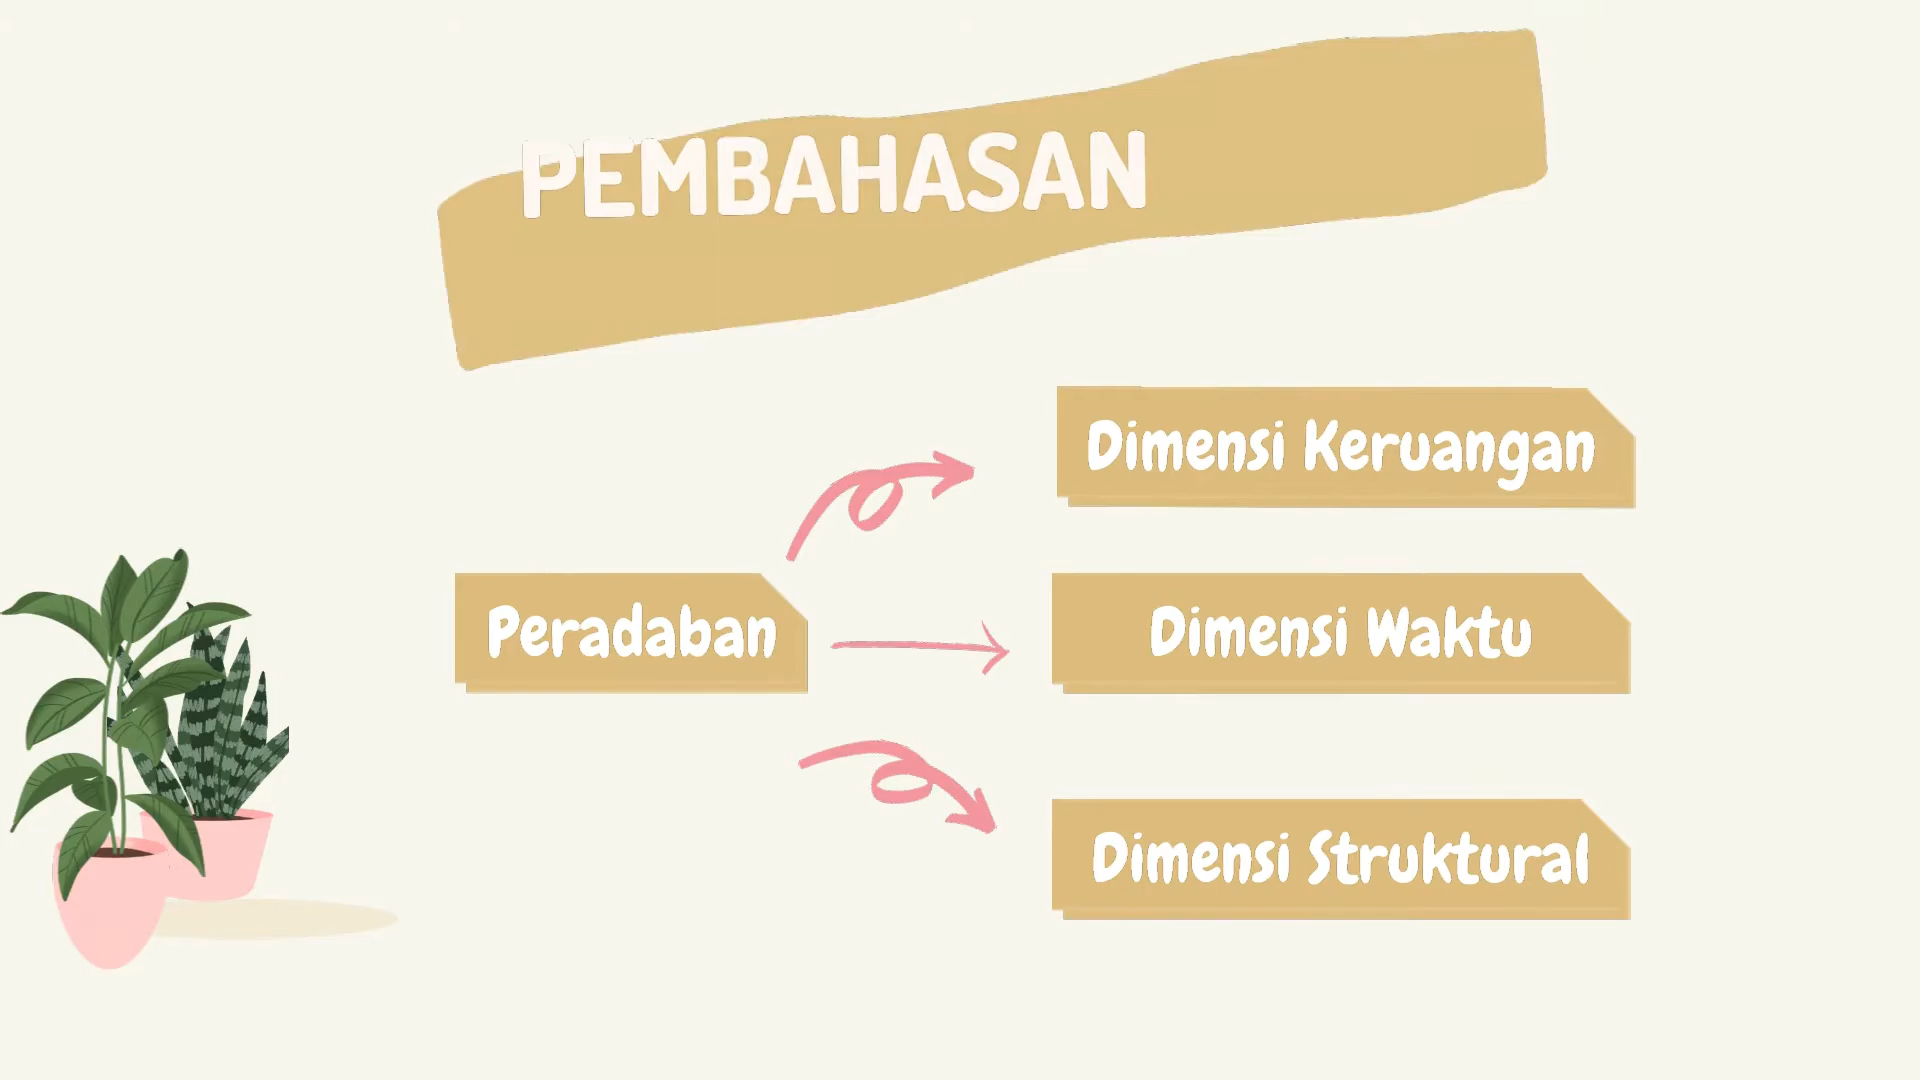 PEMBAHASAN
Dimensi Keruangan
Peradaban
Dimensi Waktu
Dimensi Struktural